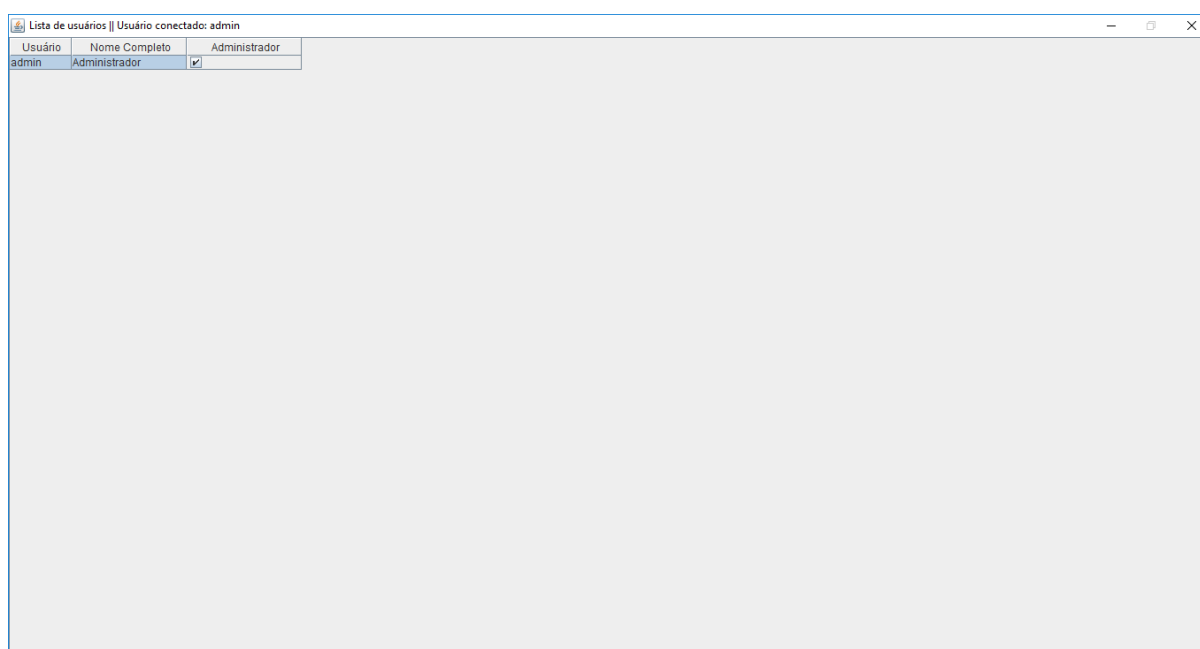 Lista de usuários || Usuário conectado: admin
Usuário Nome Completo Administrador
admin Administrador